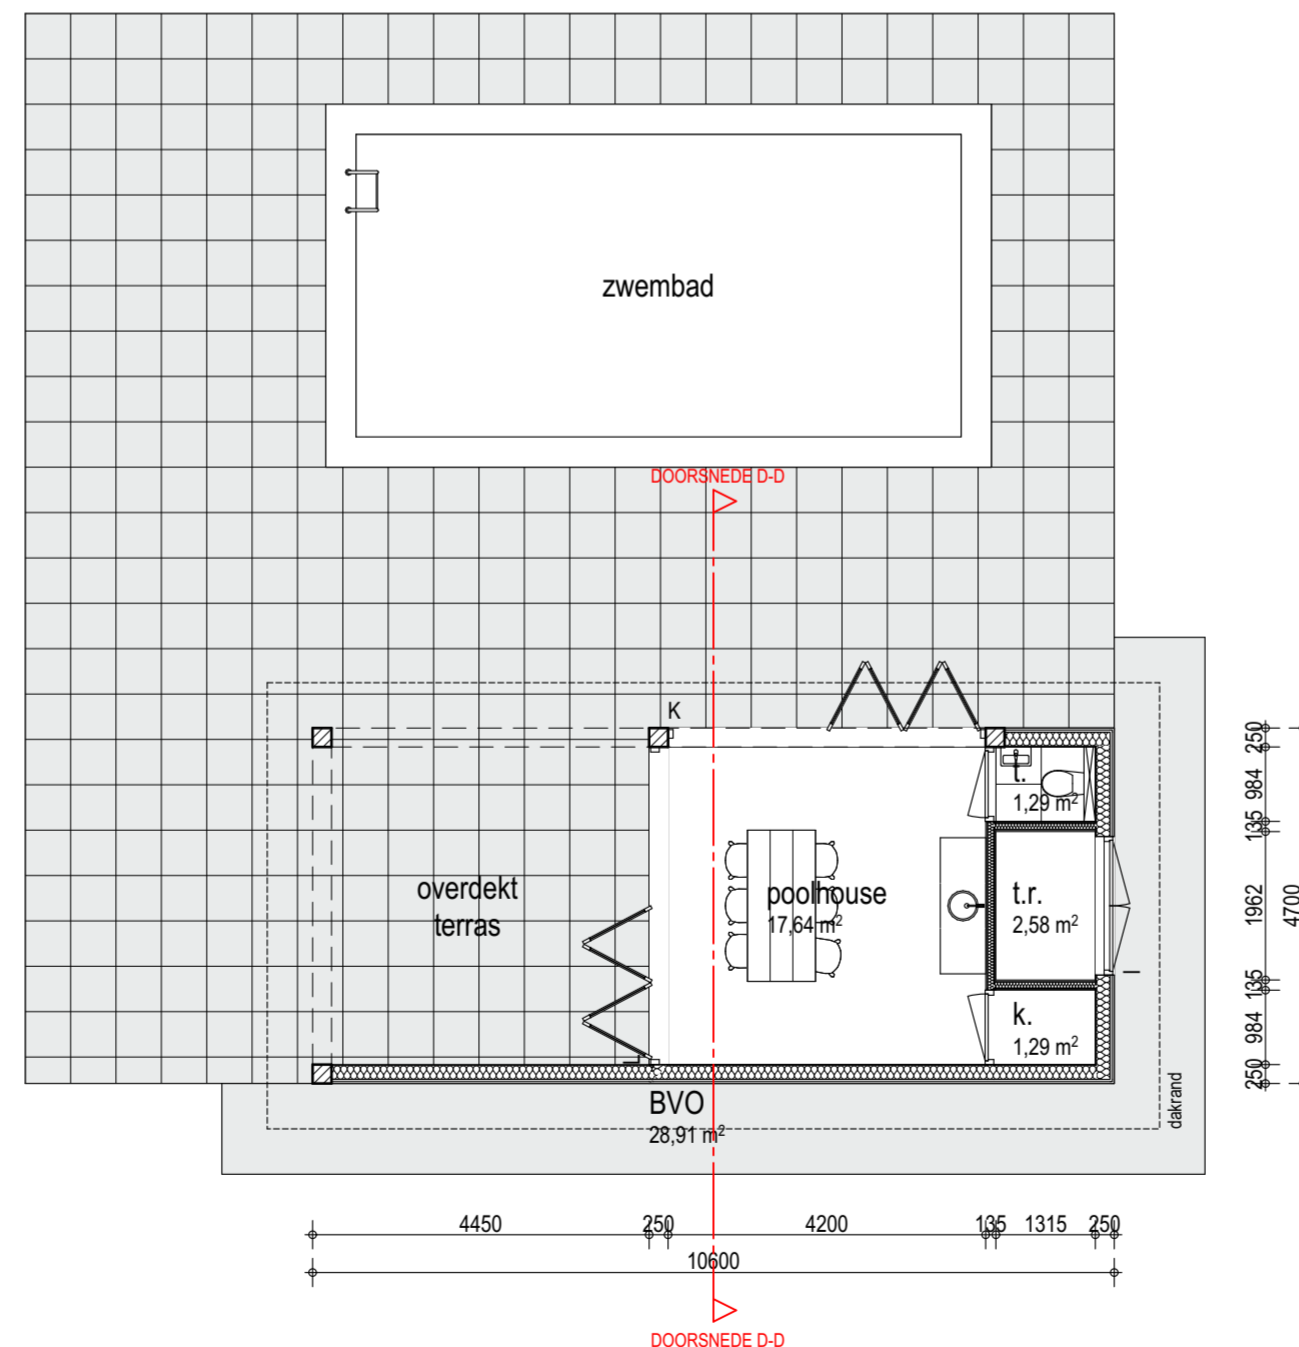 zwembad
DOORSNEDE D-D
K
t.
1,29 m²
overdekt
terras
poolhouse
17,64 m²
t.r.
2,58 m²
k.
1,29 m²
BVO
28,91 m²
dakrand
250
984
135
1962
135
984
250
4700
4450 250 4200 135 1315 250
10600
DOORSNEDE D-D